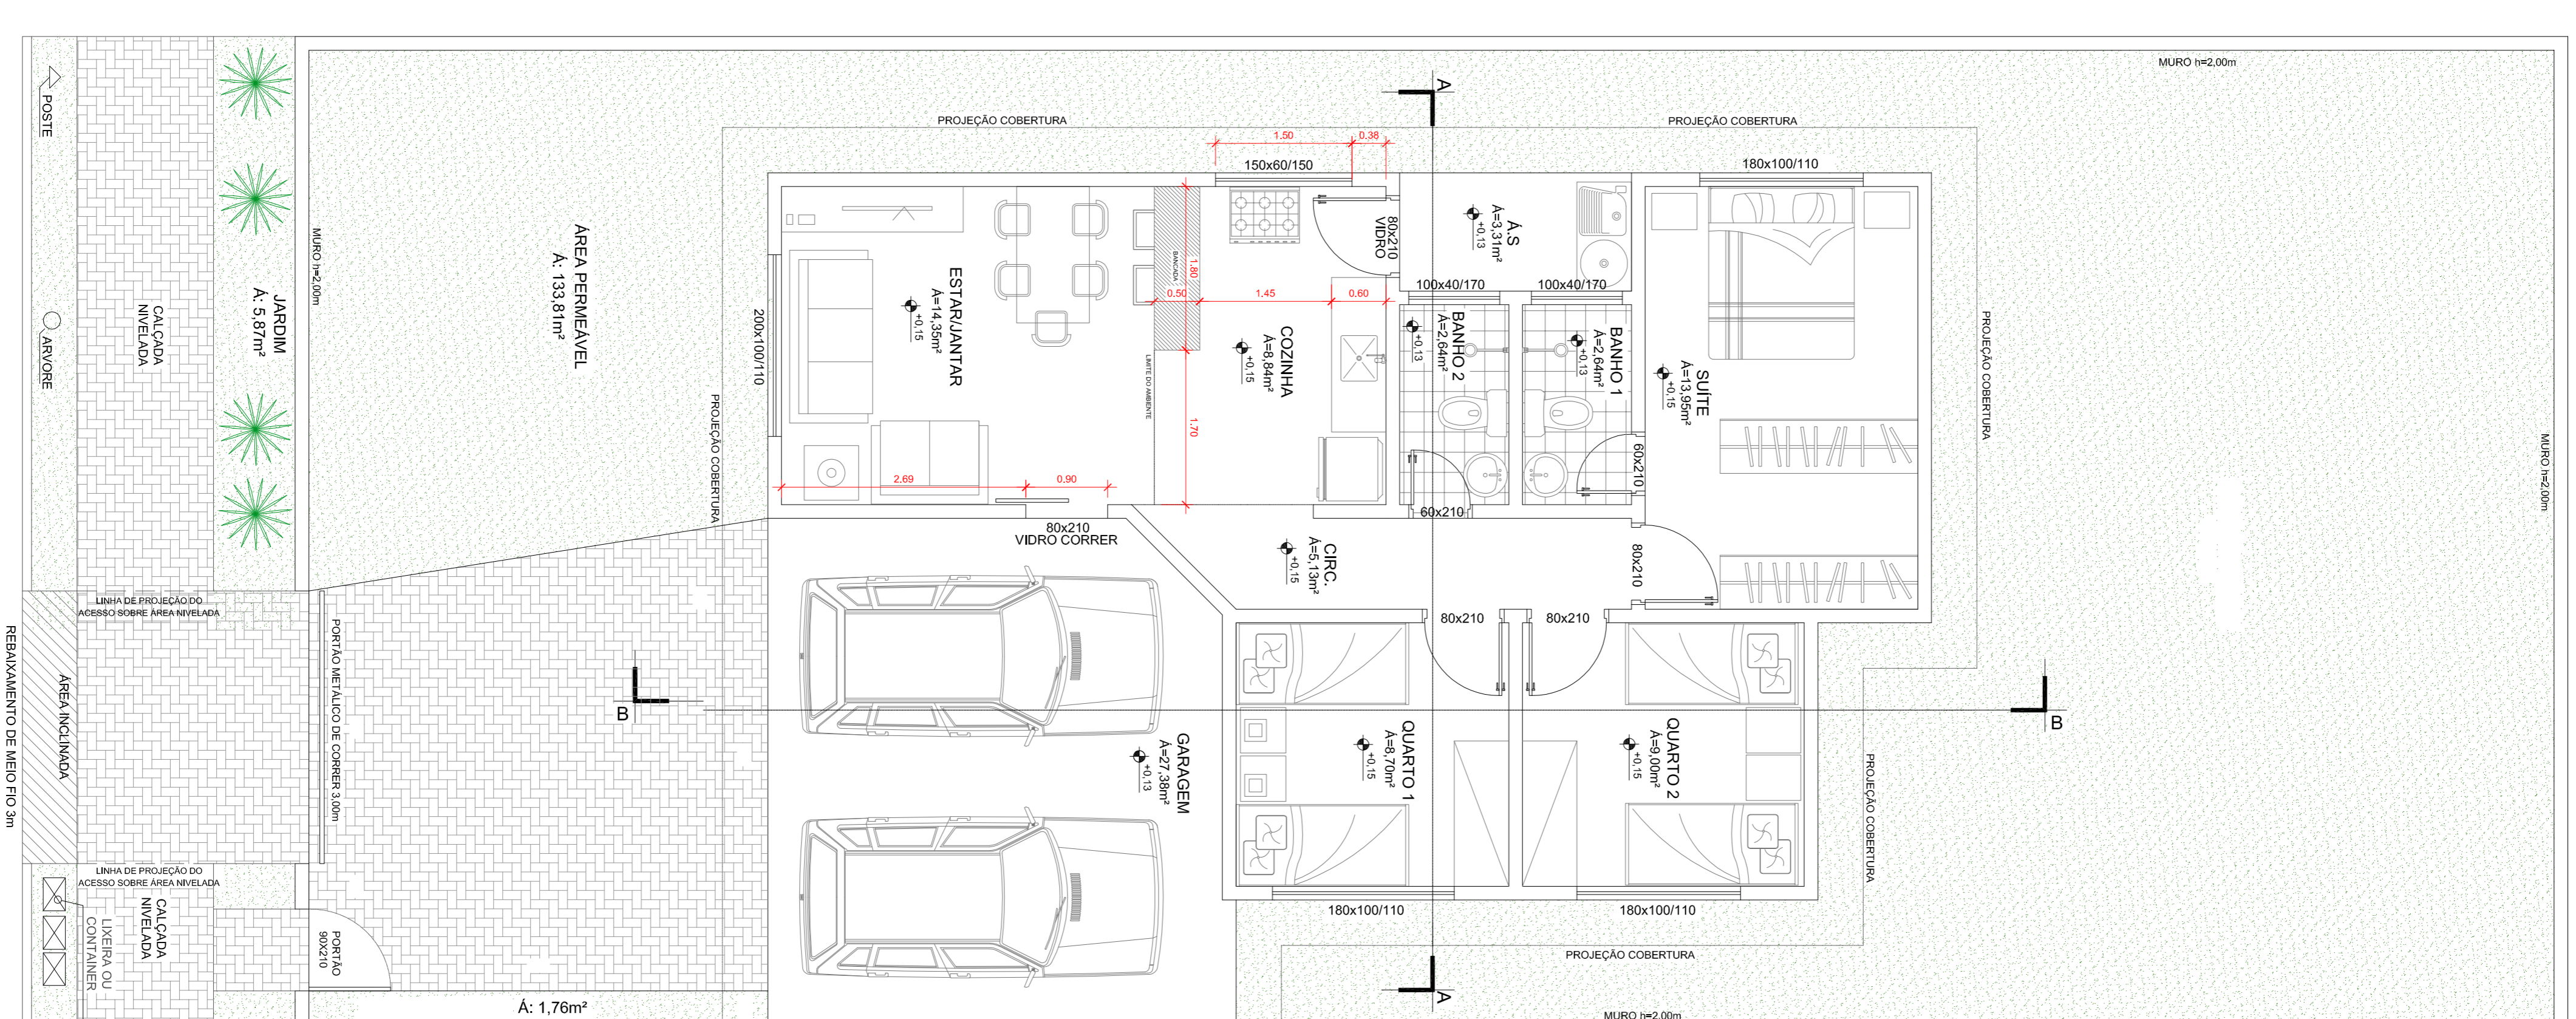 POSTE
ARVORE
CALÇADA
NIVELADA
JARDIM
Á: 5,87m²
MURO h=2,00m
ÁREA PERMEÁVEL
Á: 133,81m²
PROJEÇÃO COBERTURA
PROJEÇÃO COBERTURA
PROJEÇÃO COBERTURA
MURO h=2,00m
1.50
0.38
150x60/150
180x100/110
200x100/110
ESTAR/JANTAR
Á=14,35m²
+0,15
BANCADA
1.80
0.50
1.45
0.60
LIMITE DO AMBIENTE
1.70
COZINHA
Á=8,84m²
+0,15
80x210
VIDRO
Á.S
Á=3,31m²
+0,13
100x40/170
100x40/170
BANHO 2
Á=2,64m²
+0,13
BANHO 1
Á=2,64m²
+0,13
SUÍTE
Á=13,95m²
+0,15
PROJEÇÃO COBERTURA
MURO h=2,00m
2.69
0.90
80x210
VIDRO CORRER
60x210
60x210
80x210
CIRC.
Á=5,13m²
+0,15
80x210
80x210
LINHA DE PROJEÇÃO DO
ACESSO SOBRE ÁREA NIVELADA
REBAIXAMENTO DE MEIO FIO 3m
ÁREA INCLINADA
PORTÃO METÁLICO DE CORRER 3,00m
GARAGEM
Á=27,38m²
+0,13
QUARTO 1
Á=8,70m²
+0,15
QUARTO 2
Á=9,00m²
+0,15
PROJEÇÃO COBERTURA
180x100/110
180x100/110
PROJEÇÃO COBERTURA
LINHA DE PROJEÇÃO DO
ACESSO SOBRE ÁREA NIVELADA
CALÇADA
NIVELADA
LIXEIRA OU
CONTAINER
PORTÃO
90X210
Á: 1,76m²
MURO h=2,00m
A
A
B
B